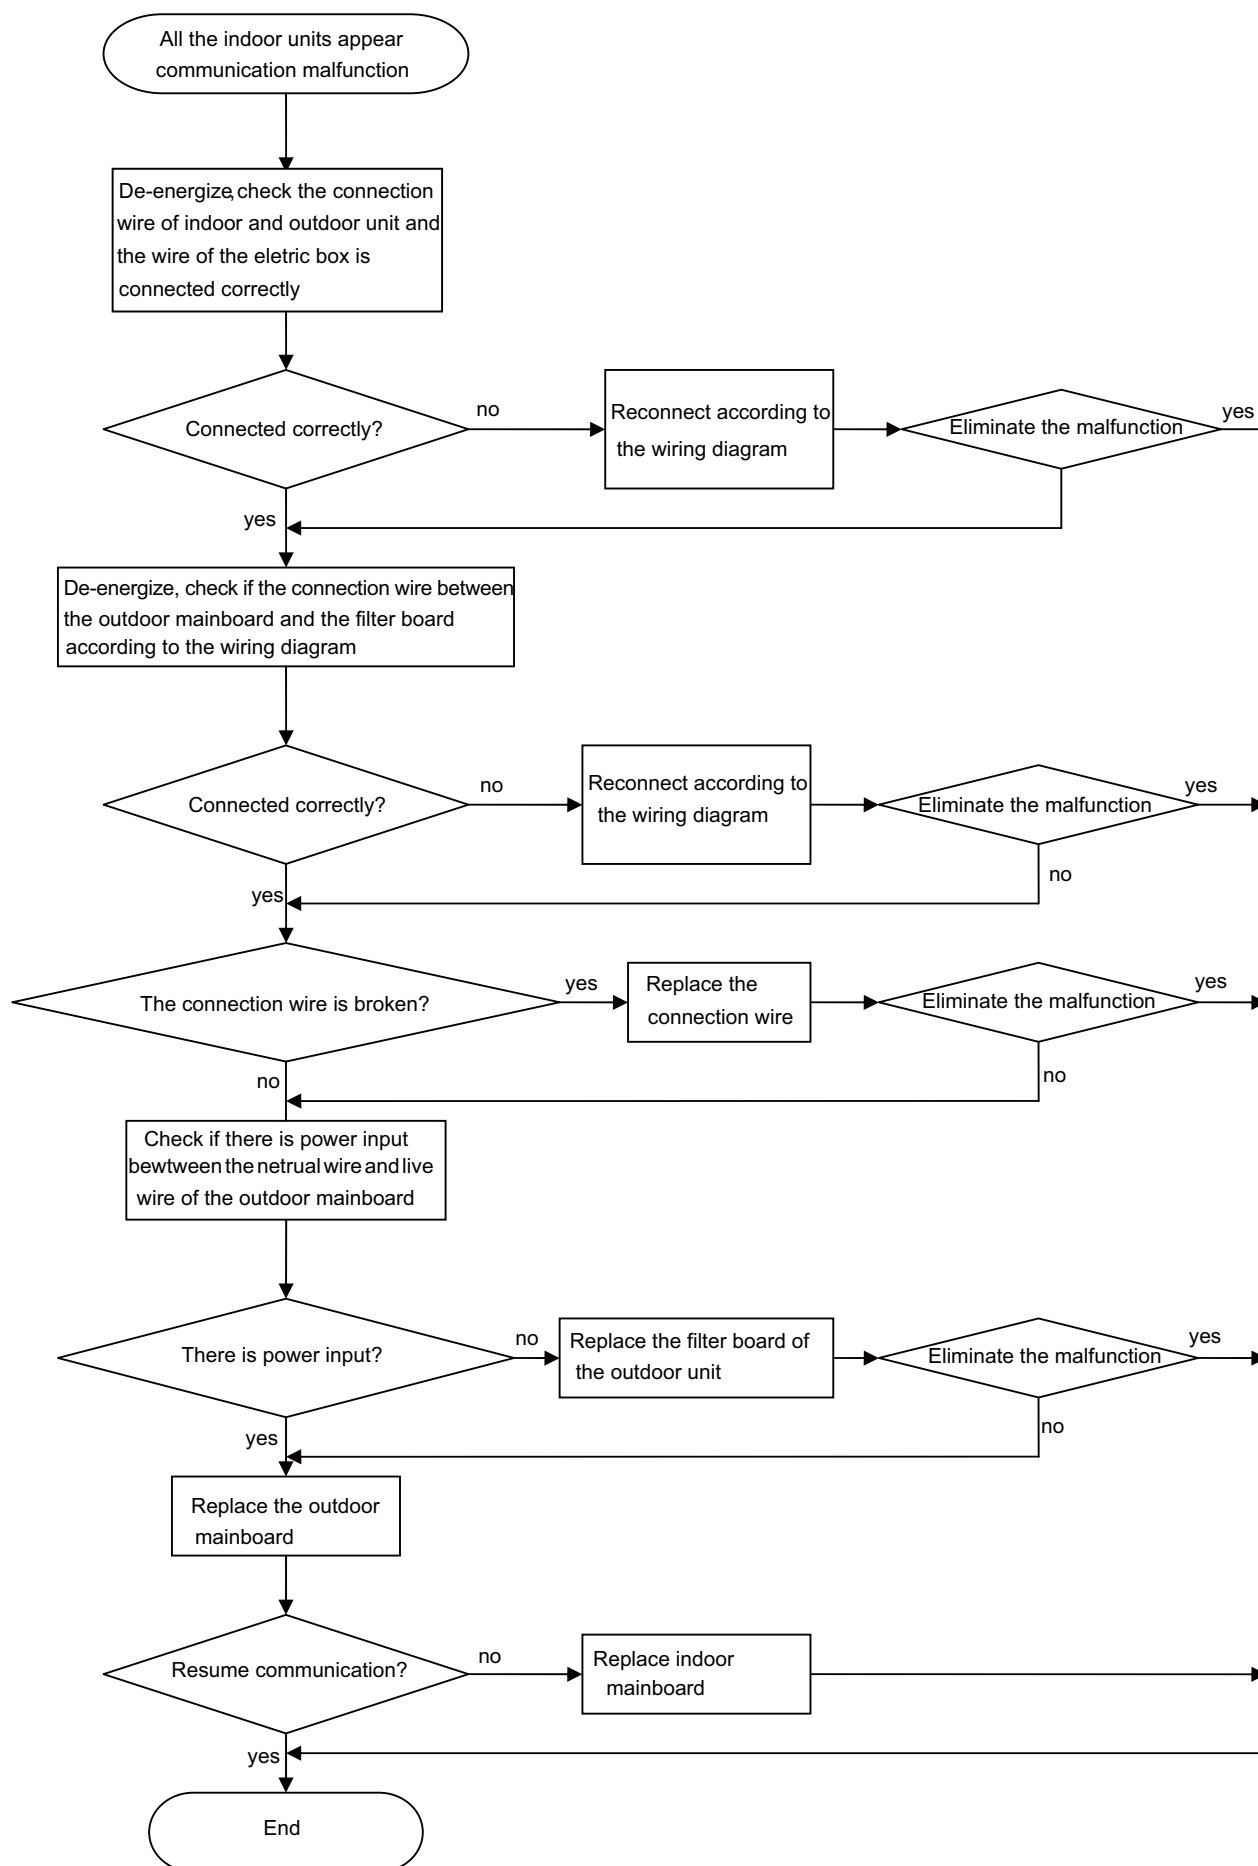 All the indoor units appear
communication malfunction
De-energize, check the connection
wire of indoor and outdoor unit and
the wire of the eletric box is
connected correctly
Connected correctly?
no
Reconnect according to
the wiring diagram
Eliminate the malfunction
yes
yes
De-energize, check if the connection wire between
the outdoor mainboard and the filter board
according to the wiring diagram
Connected correctly?
no
Reconnect according to
the wiring diagram
Eliminate the malfunction
yes
no
yes
The connection wire is broken?
yes
Replace the
connection wire
Eliminate the malfunction
yes
no
no
Check if there is power input
bewtween the netrual wire and live
wire of the outdoor mainboard
There is power input?
no
Replace the filter board of
the outdoor unit
Eliminate the malfunction
yes
no
yes
Replace the outdoor
mainboard
Resume communication?
no
Replace indoor
mainboard
yes
End